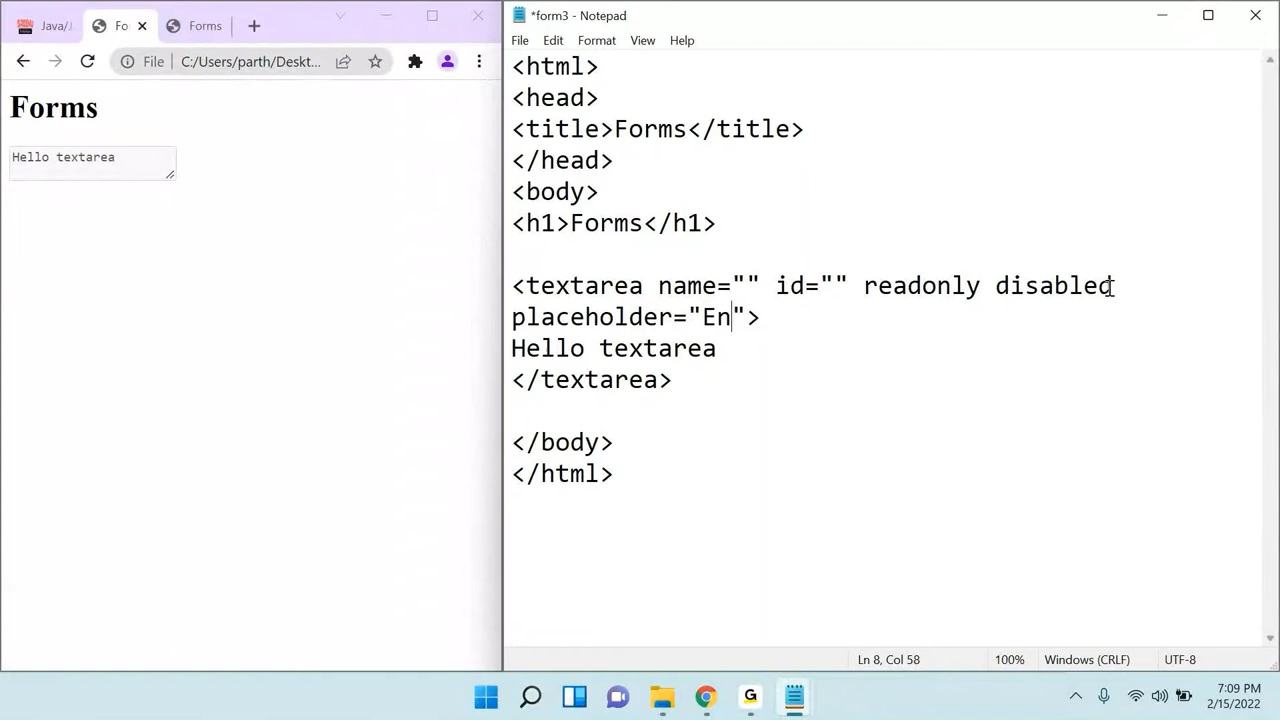 Java/J
Fo
Forms
File
C:/Users/parth/Deskt...
Forms
Hello textarea
*form3 - Notepad
File Edit Format View Help
<html>
<head>
<title>Forms</title>
</head>
<body>
<h1>Forms</h1>
<textarea name="" id="" readonly disabled
placeholder="En">
Hello textarea
</textarea>
</body>
</html>
Ln 8, Col 58
100%
Windows (CRLF)
UTF-8
G
7:09 PM
2/15/2022